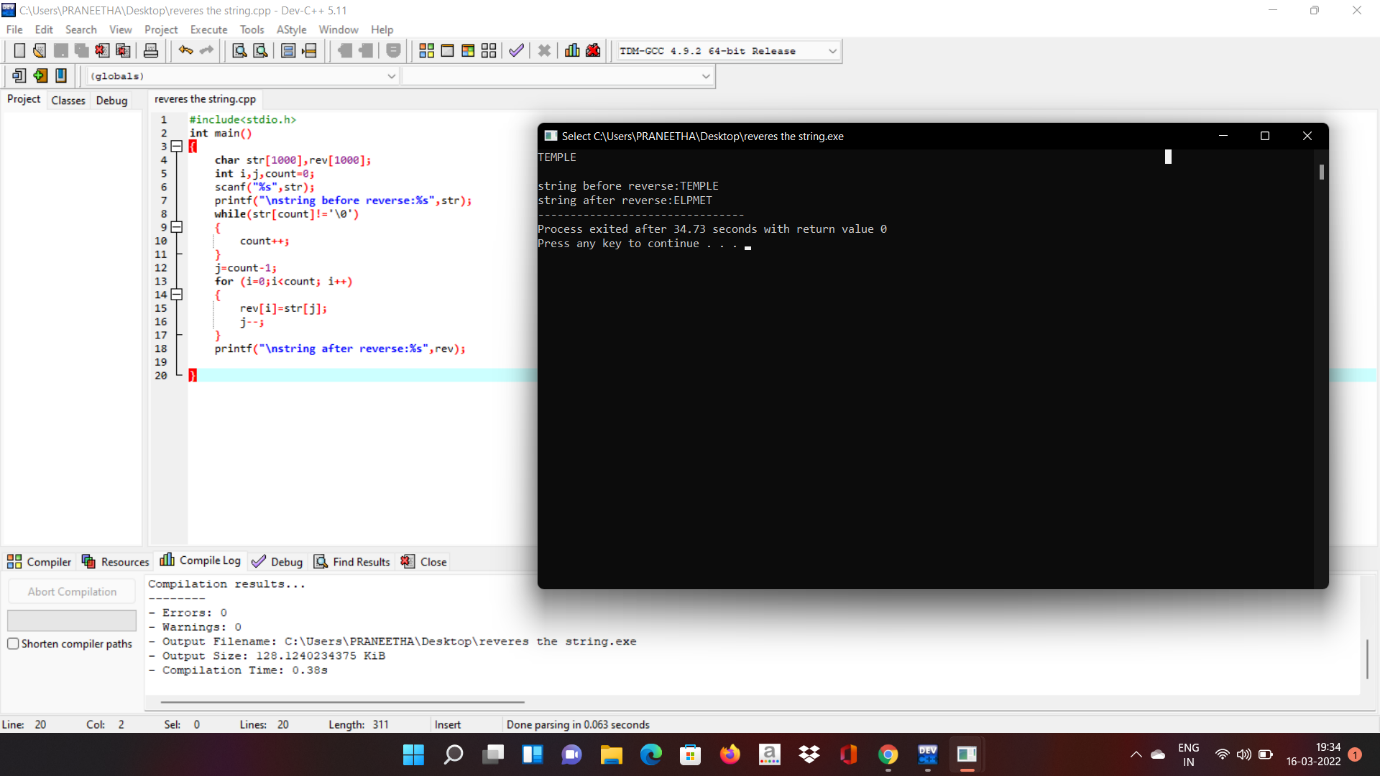 C:\Users\PRANEETHA\Desktop\reveres the string.cpp - Dev-C++ 5.11
File Edit Search View Project Execute Tools AStyle Window Help
TDM-GCC 4.9.2 64-bit Release
(globals)
Project Classes Debug
reveres the string.cpp
1 #include<stdio.h>
2 int main()
3 {
4 char str[1000],rev[1000];
5 int i,j,count=0;
6 scanf("%s",str);
7 printf("\nstring before reverse:%s",str);
8 while(str[count]!='\0')
9 {
10 count++;
11 }
12 j=count-1;
13 for (i=0;i<count; i++)
14 {
15 rev[i]=str[j];
16 j--;
17 }
18 printf("\nstring after reverse:%s",rev);
19
20 }
Select C:\Users\PRANEETHA\Desktop\reveres the string.exe
TEMPLE
string before reverse:TEMPLE
string after reverse:ELPMET
--------------------------------
Process exited after 34.73 seconds with return value 0
Press any key to continue . . .
Compiler Resources Compile Log Debug Find Results Close
Abort Compilation
Shorten compiler paths
Compilation results...
--------
- Errors: 0
- Warnings: 0
- Output Filename: C:\Users\PRANEETHA\Desktop\reveres the string.exe
- Output Size: 128.1240234375 KiB
- Compilation Time: 0.38s
Line: 20 Col: 2 Sel: 0 Lines: 20 Length: 311 Insert Done parsing in 0.063 seconds
a
DEV
ENG
IN
19:34
16-03-2022
1